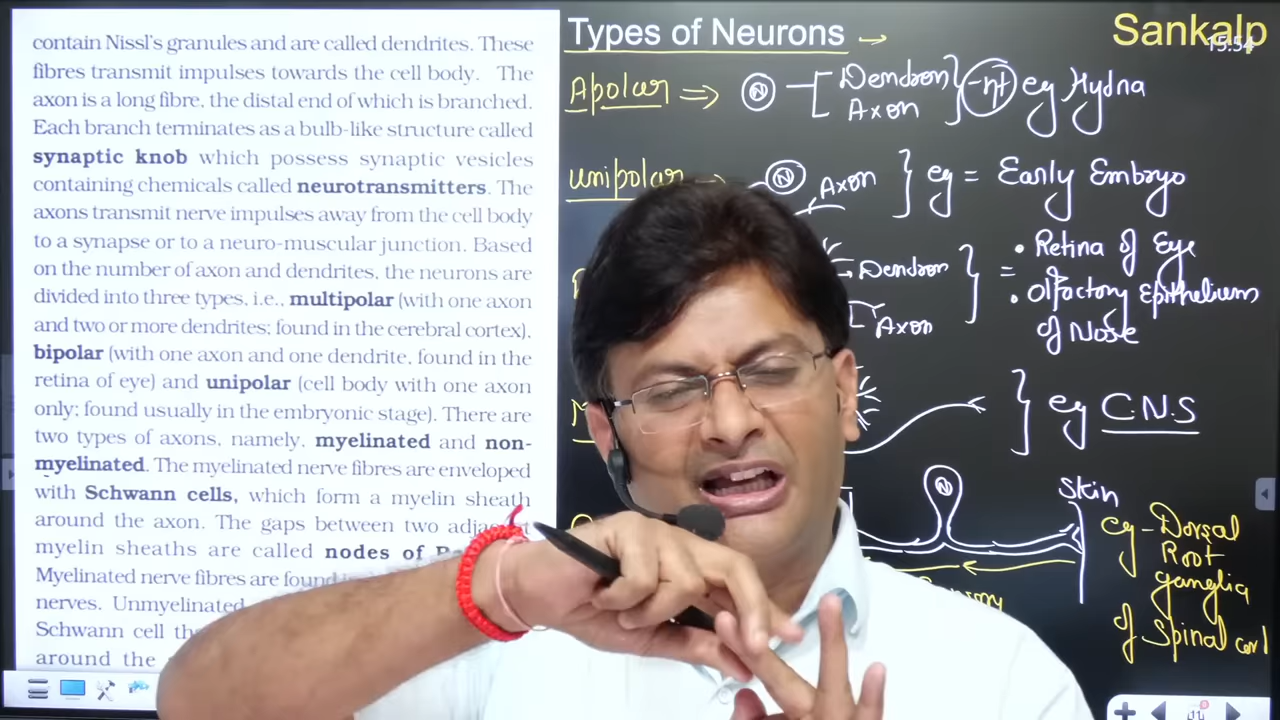 contain Nissl's granules and are called dendrites. These
fibres transmit impulses towards the cell body. The
axon is a long fibre, the distal end of which is branched.
Each branch terminates as a bulb-like structure called
synaptic knob which possess synaptic vesicles
containing chemicals called neurotransmitters. The
axons transmit nerve impulses away from the cell body
to a synapse or to a neuro-muscular junction. Based
on the number of axon and dendrites, the neurons are
divided into three types, i.e., multipolar (with one axon
and two or more dendrites; found in the cerebral cortex),
bipolar (with one axon and one dendrite, found in the
retina of eye) and unipolar (cell body with one axon
only; found usually in the embryonic stage). There are
two types of axons, namely, myelinated and non-
myelinated. The myelinated nerve fibres are enveloped
with Schwann cells, which form a myelin sheath
around the axon. The gaps between two
myelin sheaths are called nodes of
Myelinated nerve fibres are found
nerves. Unmyelinated
Schwann cell
around the
Types of Neurons
Sankalp
15:54
Apolar N Dendron Axon eg Hydra
unipolar N Axon eg = Early Embryo
Dendron
Axon
= • Retina of Eye
• Olfactory Epithelium
of Nose
eg C.N.S
N
Skin
eg - Dorsal
Root
ganglia
of Spinal